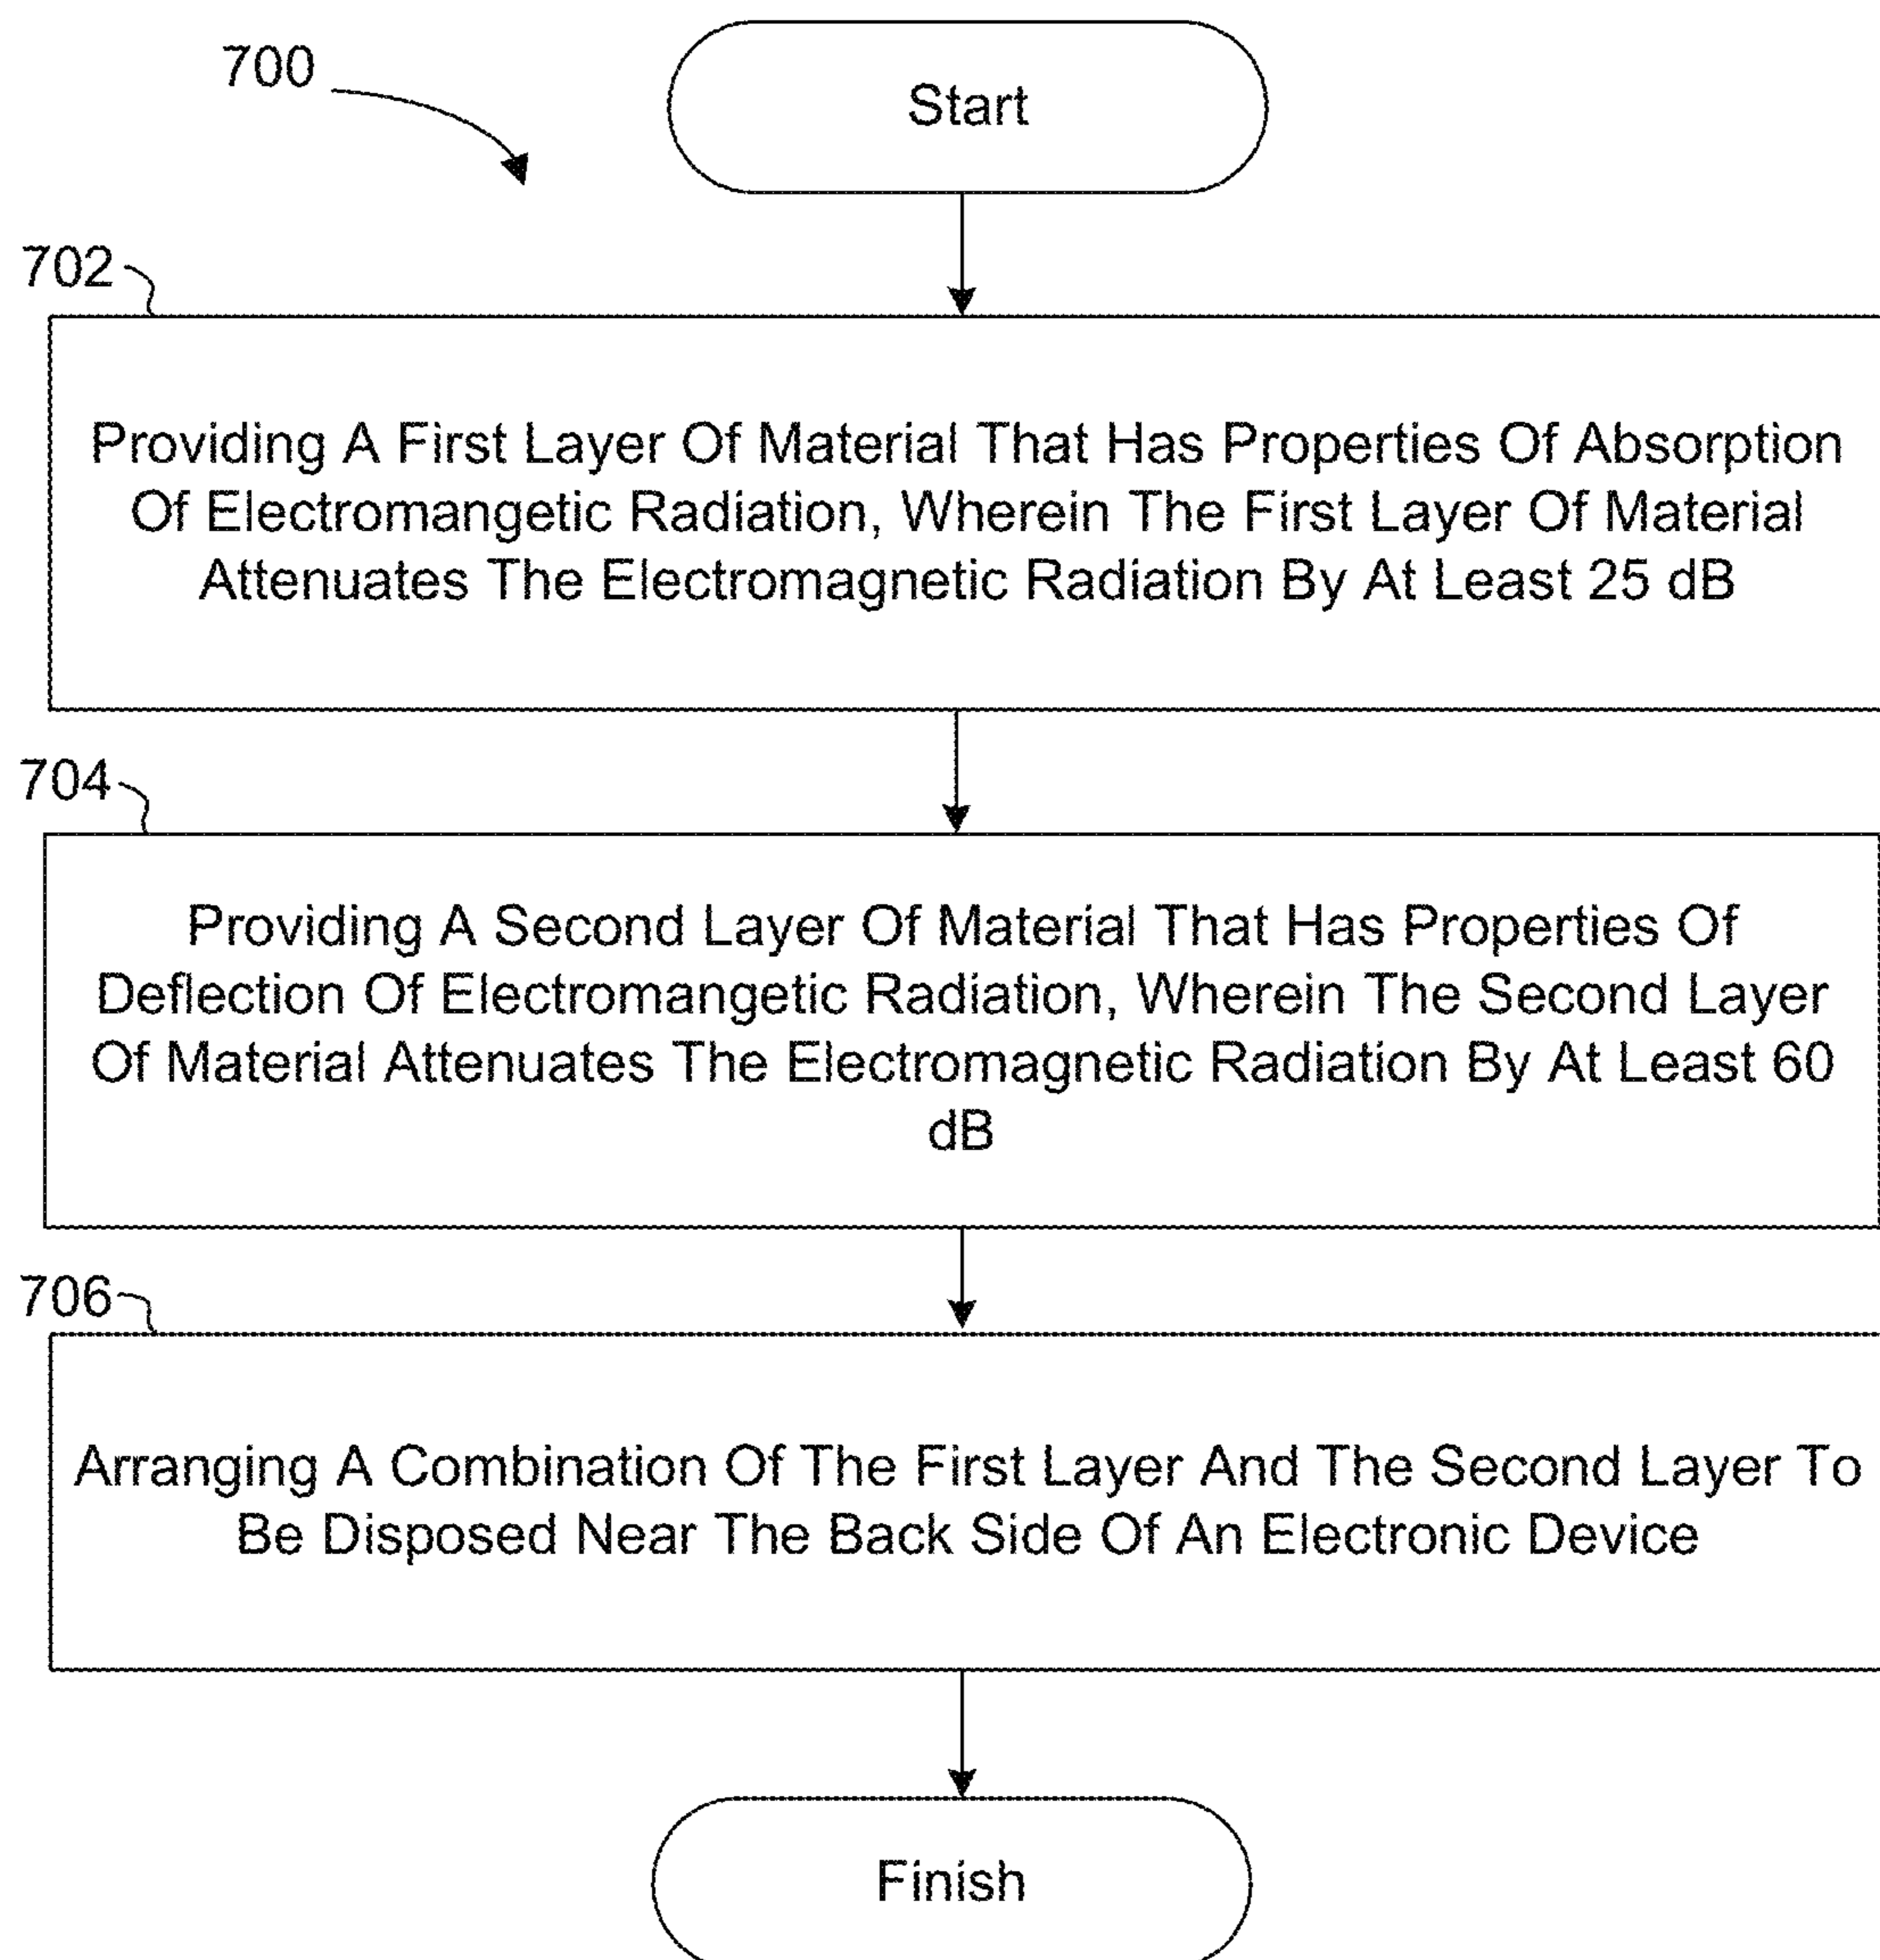 700
Start
702
Providing A First Layer Of Material That Has Properties Of Absorption
Of Electromangetic Radiation, Wherein The First Layer Of Material
Attenuates The Electromagnetic Radiation By At Least 25 dB
704
Providing A Second Layer Of Material That Has Properties Of
Deflection Of Electromangetic Radiation, Wherein The Second Layer
Of Material Attenuates The Electromagnetic Radiation By At Least 60
dB
706
Arranging A Combination Of The First Layer And The Second Layer To
Be Disposed Near The Back Side Of An Electronic Device
Finish